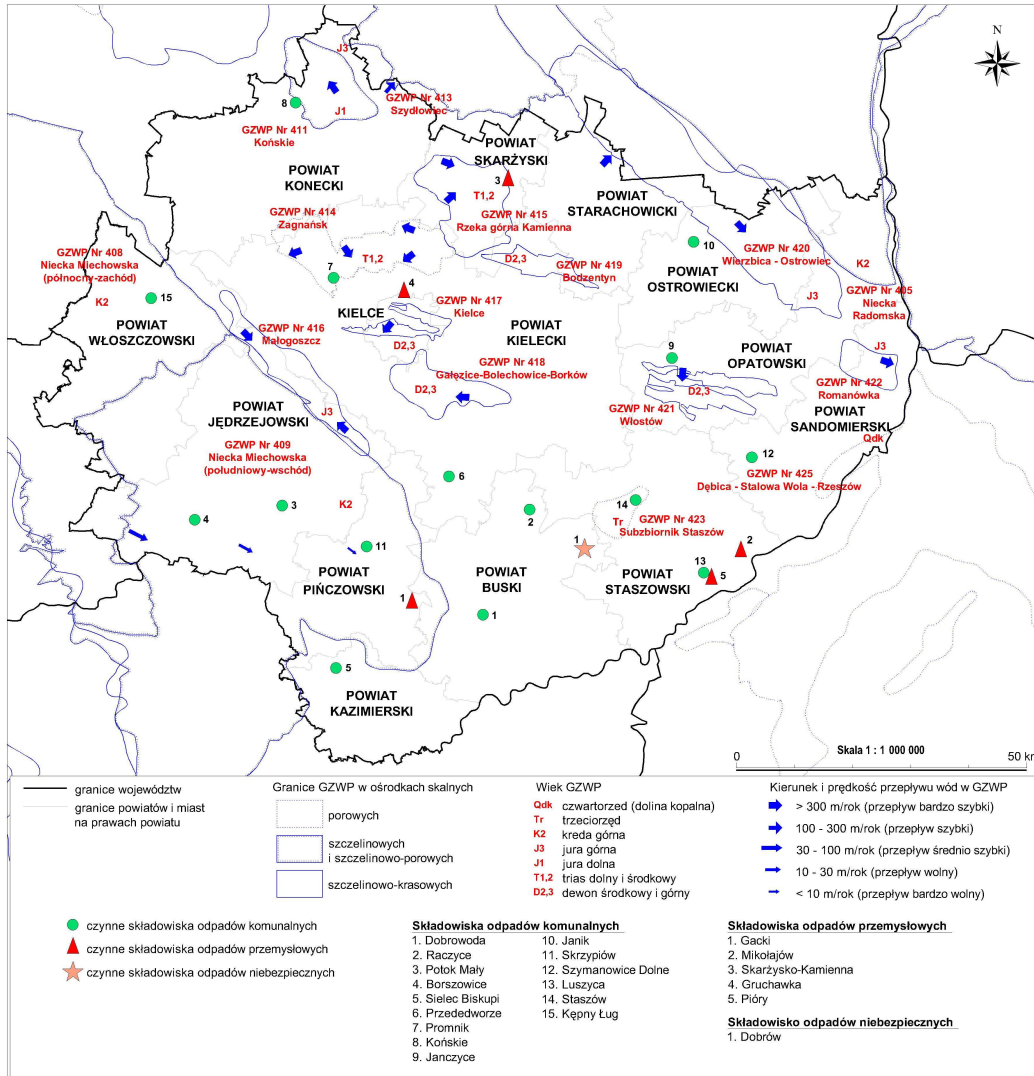 N
J3
GZWP Nr 413
Szydłowiec
8
J1
GZWP Nr 411
Końskie
POWIAT
SKARŻYSKI
POWIAT
KONECKI
3
T1,2
POWIAT
STARACHOWICKI
GZWP Nr 414
Zagnańsk
GZWP Nr 415
Rzeka górna Kamienna
10
GZWP Nr 420
Wierzbica - Ostrowiec
GZWP Nr 408
Niecka Miechowska
(północny-zachód)
K2
15
T1,2
7
D2,3
GZWP Nr 419
Bodzentyn
POWIAT
OSTROWIECKI
K2
4
GZWP Nr 417
Kielce
J3
GZWP Nr 405
Niecka
Radomska
POWIAT
WŁOSZCZOWSKI
GZWP Nr 416
Małogoszcz
KIELCE
D2,3
POWIAT
KIELECKI
GZWP Nr 418
Gałęzice-Bolechowice-Borków
D2,3
9
POWIAT
OPATOWSKI
J3
D2,3
GZWP Nr 422
Romanówka
POWIAT
JĘDRZEJOWSKI
J3
GZWP Nr 421
Włostów
POWIAT
SANDOMIERSKI
Qdk
GZWP Nr 409
Niecka Miechowska
(południowy-wschód)
12
GZWP Nr 425
Dębica - Stalowa Wola - Rzeszów
6
3
K2
4
2
14
Tr
GZWP Nr 423
Subzbiornik Staszów
11
1
2
POWIAT
PIŃCZOWSKI
POWIAT
BUSKI
POWIAT
STASZOWSKI
13
5
1
1
5
POWIAT
KAZIMIERSKI
Skala 1 : 1 000 000
0
50 km
granice województw
granice powiatów i miast
na prawach powiatu
Granice GZWP w ośrodkach skalnych
porowych
szczelinowych
i szczelinowo-porowych
szczelinowo-krasowych
Wiek GZWP
Qdk czwartorzęd (dolina kopalna)
Tr trzeciorzęd
K2 kreda górna
J3 jura górna
J1 jura dolna
T1,2 trias dolny i środkowy
D2,3 dewon środkowy i górny
Kierunek i prędkość przepływu wód w GZWP
> 300 m/rok (przepływ bardzo szybki)
100 - 300 m/rok (przepływ szybki)
30 - 100 m/rok (przepływ średnio szybki)
10 - 30 m/rok (przepływ wolny)
< 10 m/rok (przepływ bardzo wolny)
czynne składowiska odpadów komunalnych
czynne składowiska odpadów przemysłowych
czynne składowiska odpadów niebezpiecznych
Składowiska odpadów komunalnych
1. Dobrowoda
2. Raczyce
3. Potok Mały
4. Borszowice
5. Sielec Biskupi
6. Przededworze
7. Promnik
8. Końskie
9. Janczyce
10. Janik
11. Skrzypiów
12. Szymanowice Dolne
13. Luszyca
14. Staszów
15. Kępny Ług
Składowiska odpadów przemysłowych
1. Gacki
2. Mikołajów
3. Skarżysko-Kamienna
4. Gruchawka
5. Pióry
Składowisko odpadów niebezpiecznych
1. Dobrów